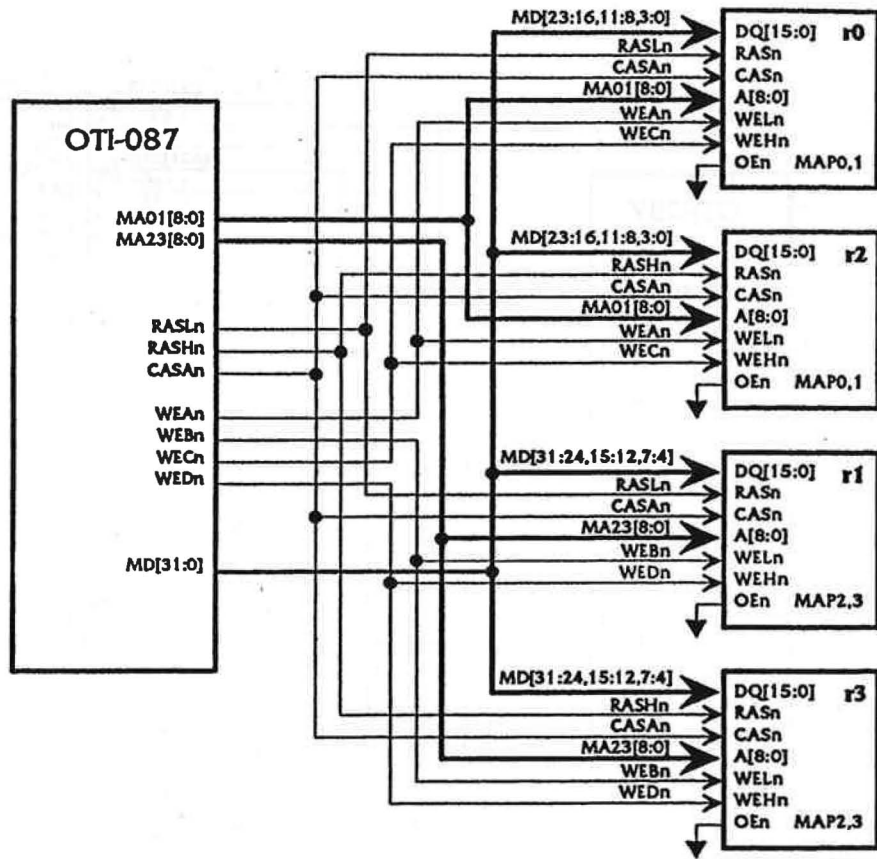 OTI-087
MA01[8:0]
MA23[8:0]
RASLn
RASHn
CASAn
WEAn
WEBn
WECn
WEDn
MD[31:0]
MD[23:16,11:8,3:0]
RASLn
CASAn
MA01[8:0]
WEAn
WECn
DQ[15:0] r0
RASn
CASn
A[8:0]
WELn
WEHn
OEn MAP0,1
MD[23:16,11:8,3:0]
RASHn
CASAn
MA01[8:0]
WEAn
WECn
DQ[15:0] r2
RASn
CASn
A[8:0]
WELn
WEHn
OEn MAP0,1
MD[31:24,15:12,7:4]
RASLn
CASAn
MA23[8:0]
WEBn
WEDn
DQ[15:0] r1
RASn
CASn
A[8:0]
WELn
WEHn
OEn MAP2,3
MD[31:24,15:12,7:4]
RASHn
CASAn
MA23[8:0]
WEBn
WEDn
DQ[15:0] r3
RASn
CASn
A[8:0]
WELn
WEHn
OEn MAP2,3